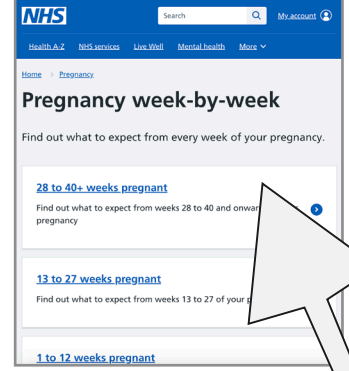 NHS
Search
My account
Health A-Z NHS services Live Well Mental health More
Home > Pregnancy
Pregnancy week-by-week
Find out what to expect from every week of your pregnancy.
28 to 40+ weeks pregnant
Find out what to expect from weeks 28 to 40 and
pregnancy
13 to 27 weeks pregnant
Find out what to expect from weeks 13 to 27 of your
1 to 12 weeks pregnant